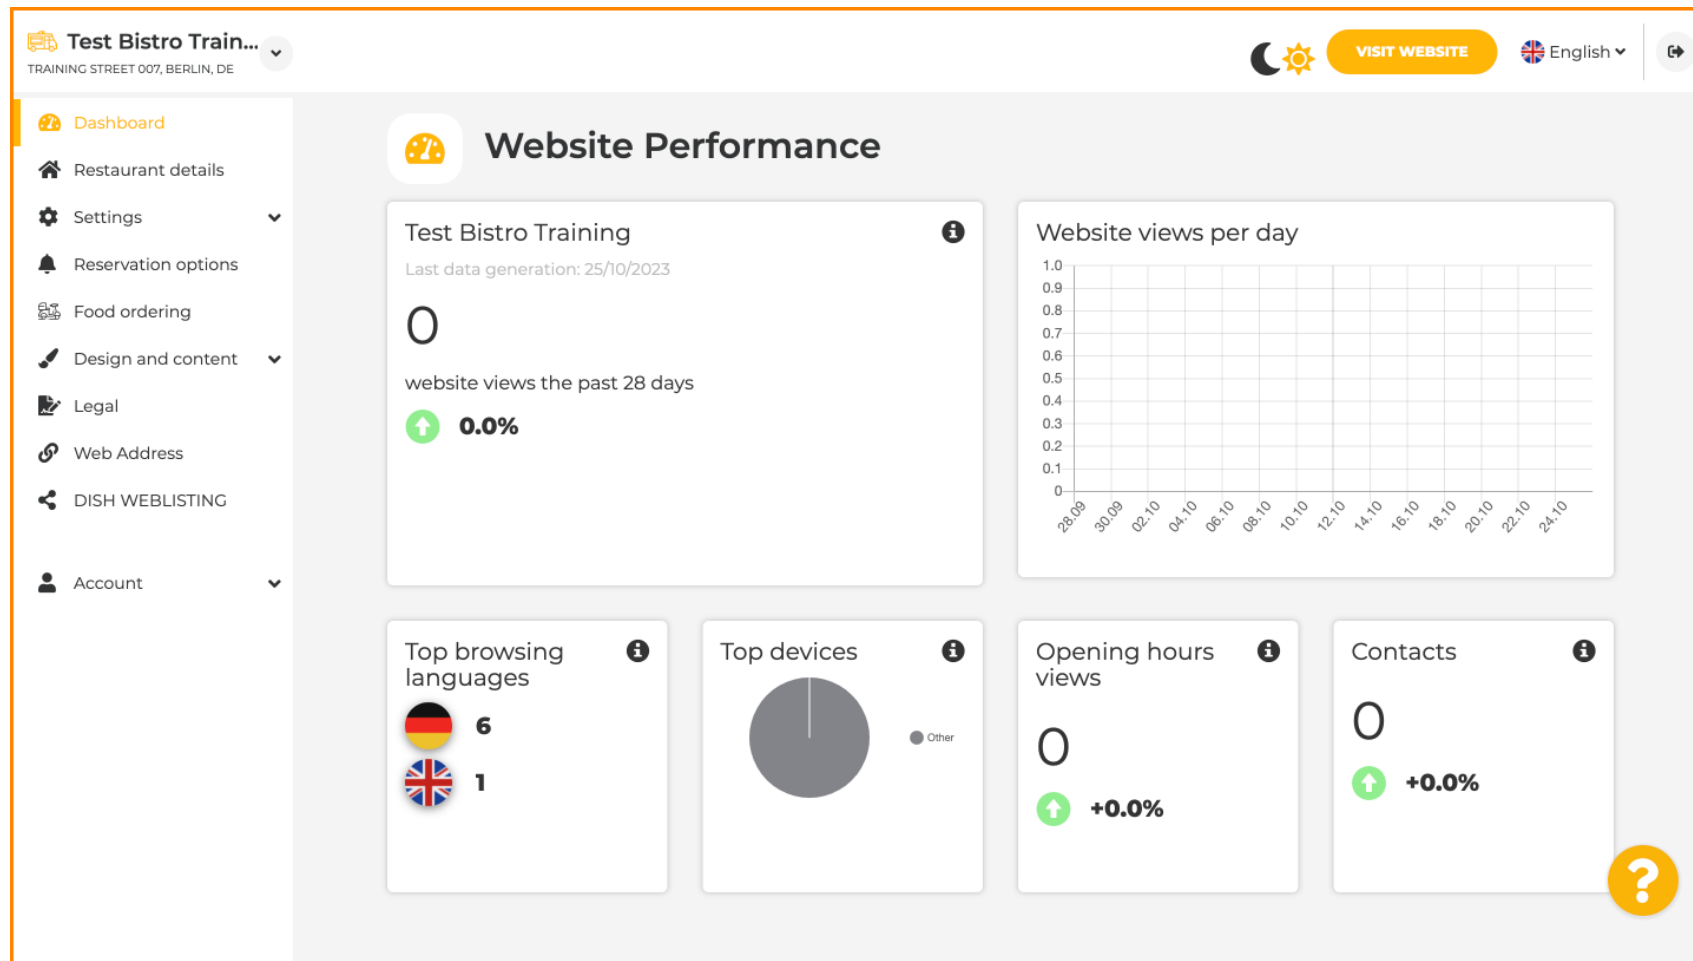 Test Bistro Train...
TRAINING STREET 007, BERLIN, DE
VISIT WEBSITE
English
Dashboard
Restaurant details
Settings
Reservation options
Food ordering
Design and content
Legal
Web Address
DISH WEBLISTING
Account
Website Performance
Test Bistro Training
Last data generation: 25/10/2023
0
website views the past 28 days
0.0%
Website views per day
1.0
0.9
0.8
0.7
0.6
0.5
0.4
0.3
0.2
0.1
0
28.09 30.09 02.10 04.10 06.10 08.10 10.10 12.10 14.10 16.10 18.10 20.10 22.10 24.10
Top browsing
languages
6
1
Top devices
Other
Opening hours
views
0
+0.0%
Contacts
0
+0.0%
?